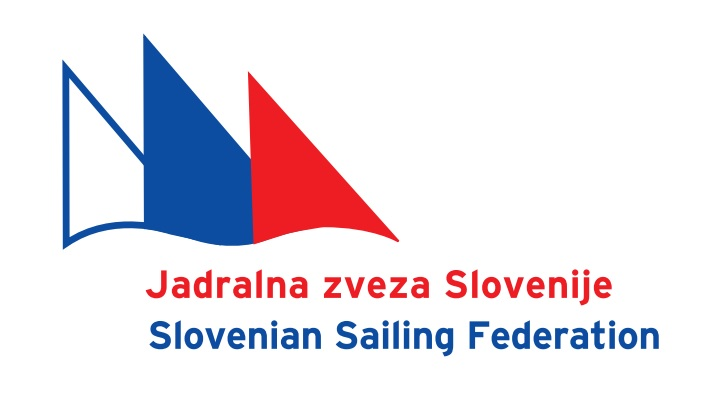 Jadralna zveza Slovenije
Slovenian Sailing Federation